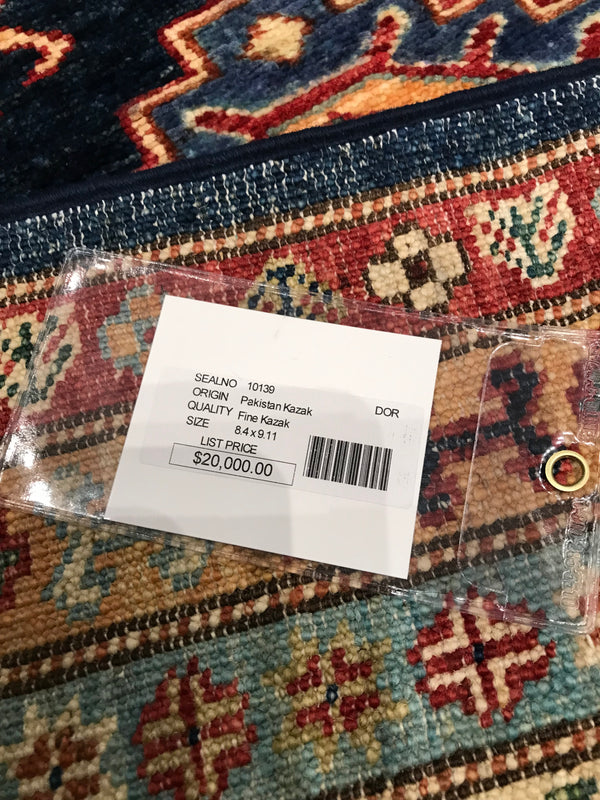 SEALNO 10139
ORIGIN Pakistan Kazak DOR
QUALITY Fine Kazak
SIZE 8.4 x 9.11
LIST PRICE
$20,000.00